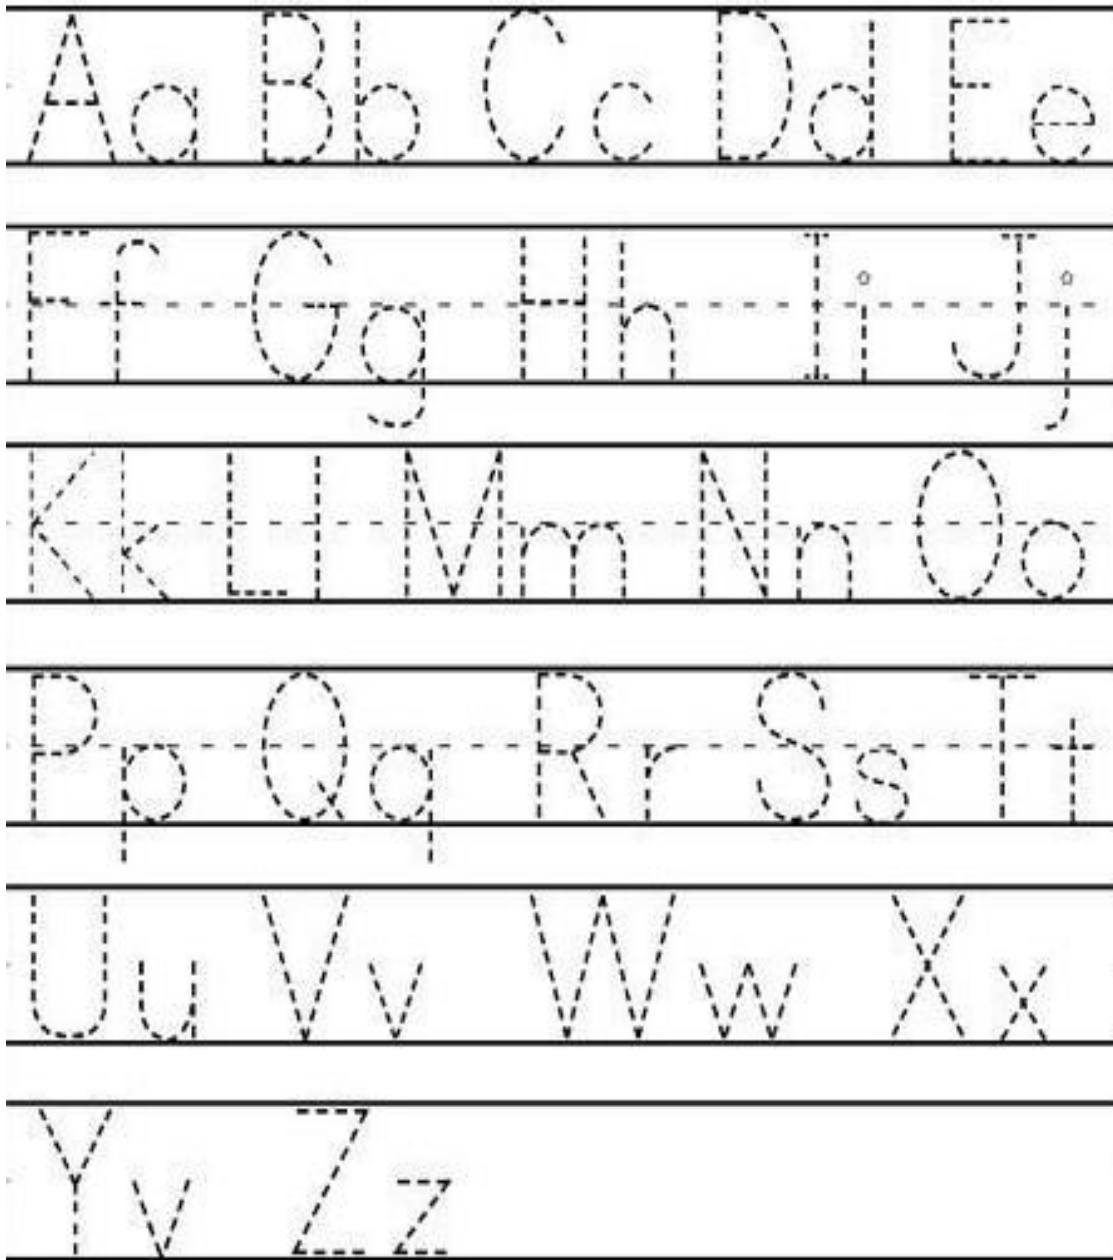 Aa Bb Cc Dd Ee
Ff Gg Hh Ii Jj
Kk Ll Mm Nn Oo
Pp Qq Rr Ss Tt
Uu Vv Ww Xx
Yy Zz